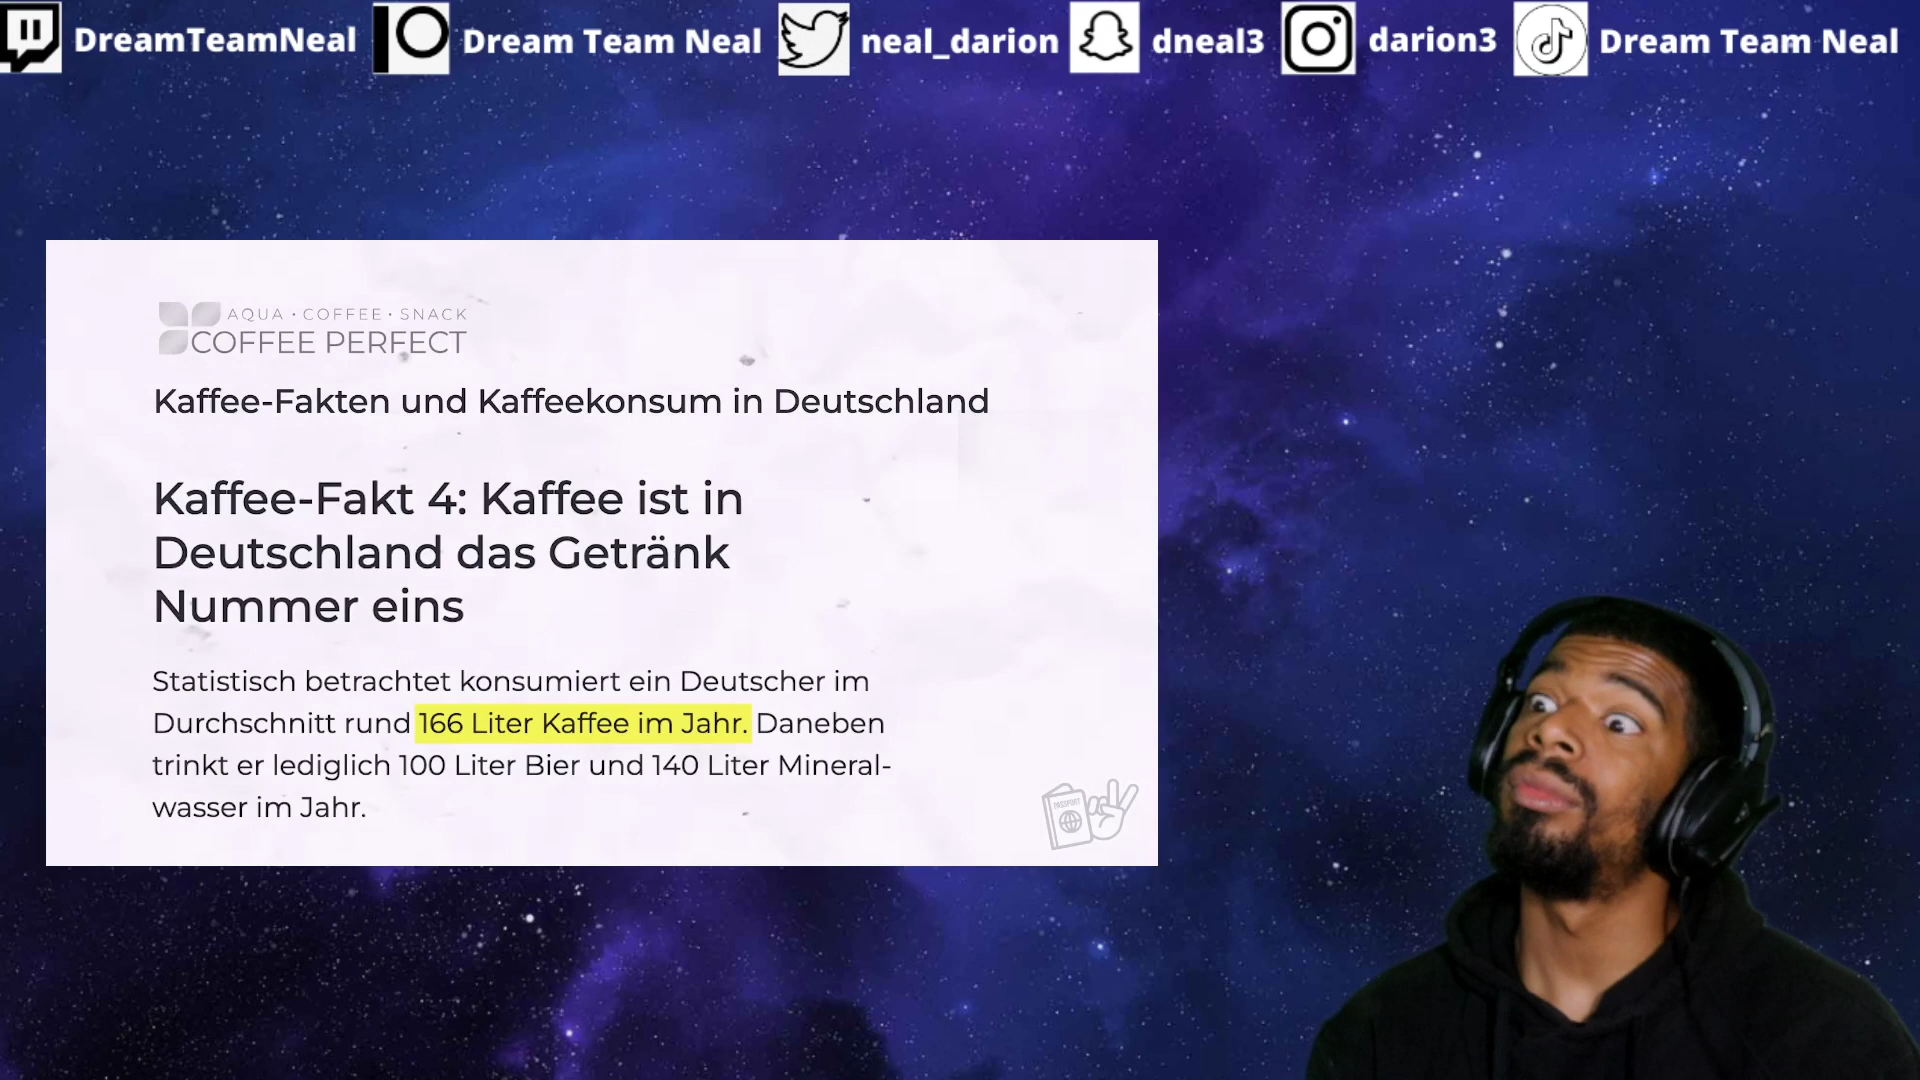 DreamTeamNeal Dream Team Neal neal_darion dneal3 darion3 Dream Team Neal
AQUA • COFFEE • SNACK
COFFEE PERFECT
Kaffee-Fakten und Kaffeekonsum in Deutschland
Kaffee-Fakt 4: Kaffee ist in
Deutschland das Getränk
Nummer eins
Statistisch betrachtet konsumiert ein Deutscher im
Durchschnitt rund 166 Liter Kaffee im Jahr. Daneben
trinkt er lediglich 100 Liter Bier und 140 Liter Mineral-
wasser im Jahr.
PASSPORT